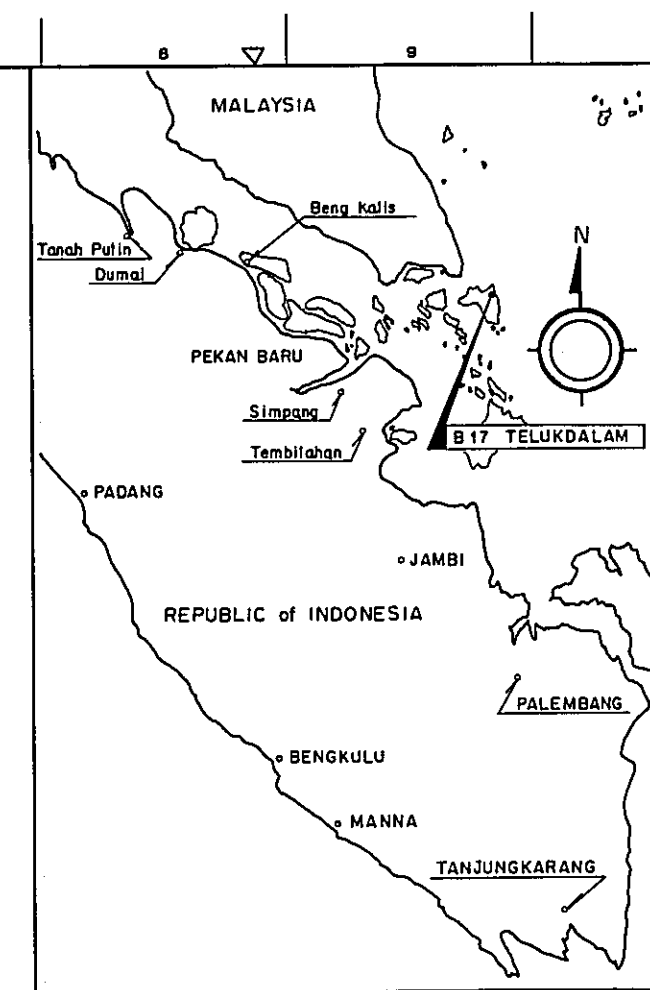 8 9
MALAYSIA
Beng Kalis
N
Tanah Putin
Dumai
PEKAN BARU
Simpang
B 17 TELUKDALAM
Tembilahan
PADANG
JAMBI
REPUBLIC of INDONESIA
PALEMBANG
BENGKULU
MANNA
TANJUNGKARANG